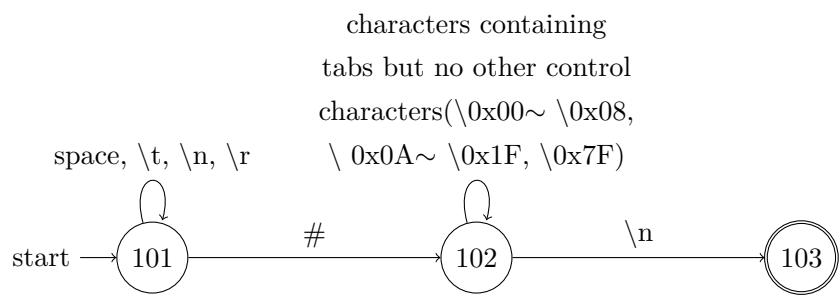 characters containing
tabs but no other control
characters(\0x00~ \0x08,
space, \t, \n, \r
\ 0x0A~ \0x1F, \0x7F)
#
\n
start
101
102
103